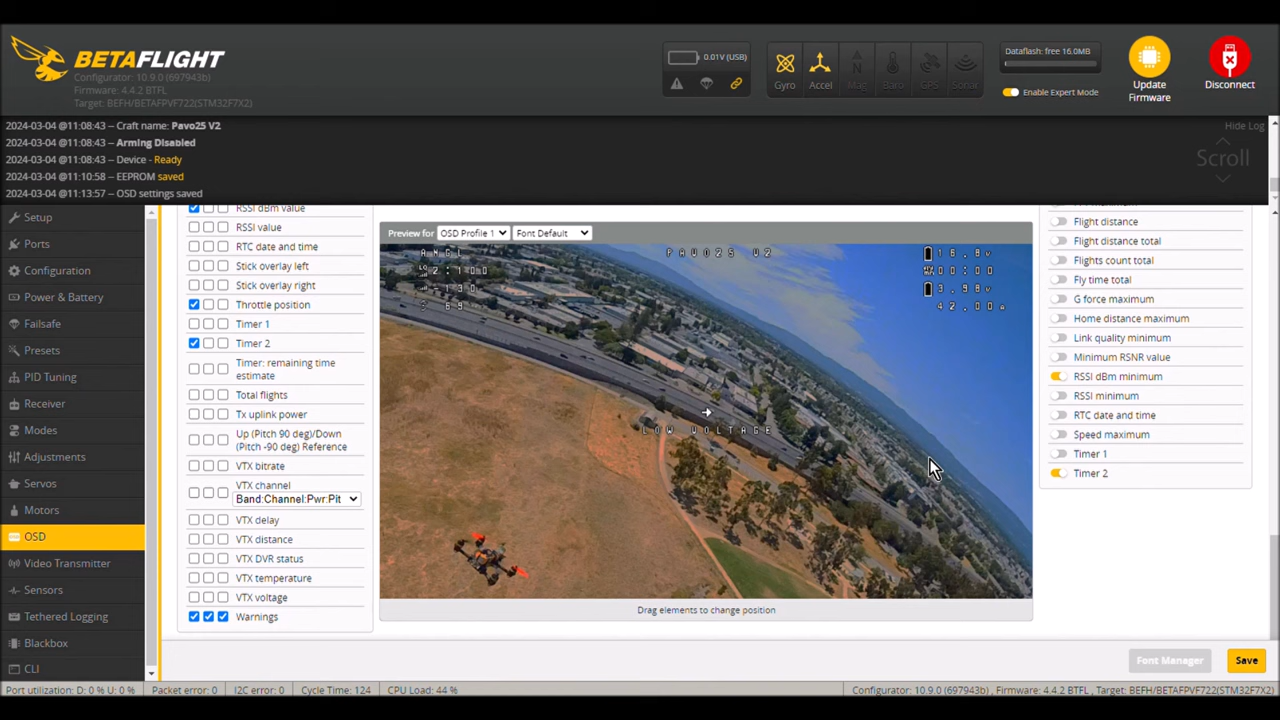 BETAFLIGHT
Configurator: 10.9.0 (697943b)
Firmware: 4.4.2 BTFL
Target: BEFH/BETAFPVF722(STM32F7X2)
0.01V (USB)
Gyro
Accel
Mag
Baro
GPS
Sonar
Dataflash: free 16.0MB
Enable Expert Mode
Update
Firmware
Disconnect
2024-03-04 @11:08:43 -- Craft name: Pavo25 V2
2024-03-04 @11:08:43 -- Arming Disabled
2024-03-04 @11:08:43 -- Device - Ready
2024-03-04 @11:10:58 -- EEPROM saved
2024-03-04 @11:13:57 -- OSD settings saved
Hide Log
Scroll
Setup
Ports
Configuration
Power & Battery
Failsafe
Presets
PID Tuning
Receiver
Modes
Adjustments
Servos
Motors
OSD
Video Transmitter
Sensors
Tethered Logging
Blackbox
CLI
RSSI dBm value
RSSI value
RTC date and time
Stick overlay left
Stick overlay right
Throttle position
Timer 1
Timer 2
Timer: remaining time
estimate
Total flights
Tx uplink power
Up (Pitch 90 deg)/Down
(Pitch -90 deg) Reference
VTX bitrate
VTX channel
Band:Channel:Pwr:Pit
VTX delay
VTX distance
VTX DVR status
VTX temperature
VTX voltage
Warnings
Preview for OSD Profile 1 Font Default
ANGL
2:100
-130
69
PAVO25 V2
16.8V
00:00
3.98V
42.00A
LOW VOLTAGE
Drag elements to change position
Flight distance
Flight distance total
Flights count total
Fly time total
G force maximum
Home distance maximum
Link quality minimum
Minimum RSNR value
RSSI dBm minimum
RSSI minimum
RTC date and time
Speed maximum
Timer 1
Timer 2
Font Manager
Save
Port utilization: D: 0 % U: 0 %
Packet error: 0
I2C error: 0
Cycle Time: 124
CPU Load: 44 %
Configurator: 10.9.0 (697943b) , Firmware: 4.4.2 BTFL , Target: BEFH/BETAFPVF722(STM32F7X2)